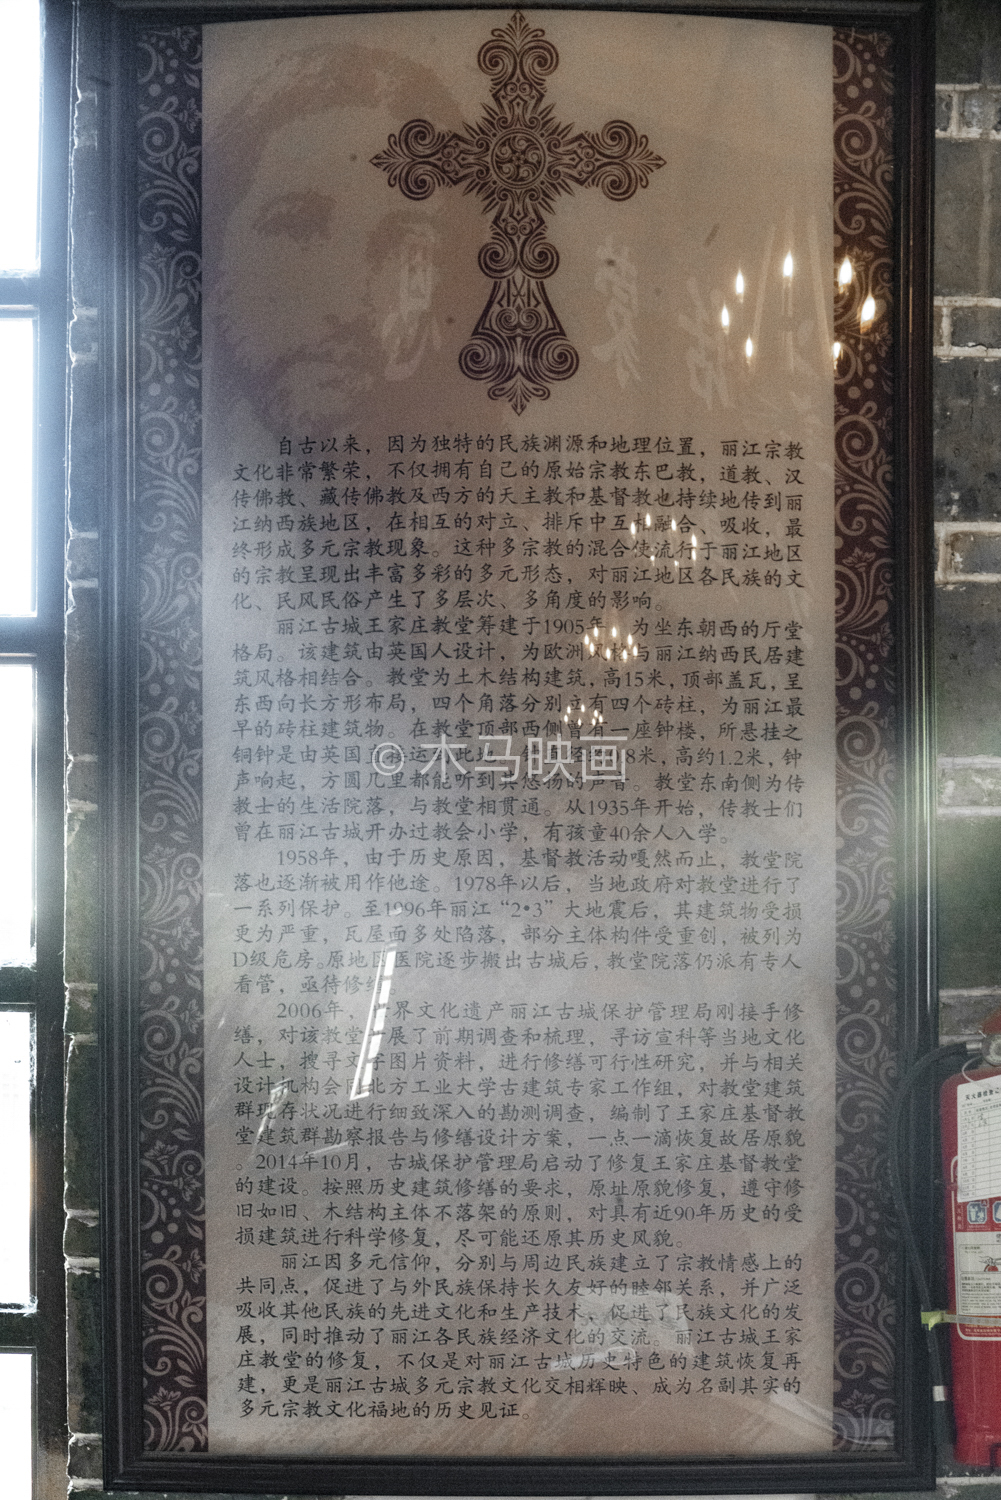 自古以来，因为独特的民族渊源和地理位置，丽江宗教
文化非常繁荣，不仅拥有自己的原始宗教东巴教，道教、汉
传佛教、藏传佛教及西方的天主教和基督教也持续地传到丽
江纳西族地区，在相互的对立、排斥中互相融合、吸收，最
终形成多元宗教现象。这种多宗教的混合使流行于丽江地区
的宗教呈现出丰富多彩的多元形态，对丽江地区各民族的文
化、民风民俗产生了多层次、多角度的影响。
丽江古城王家庄教堂筹建于1905年，为坐东朝西的厅堂
格局。该建筑由英国人设计，为欧洲风格与丽江纳西民居建
筑风格相结合。教堂为土木结构建筑，高15米，顶部盖瓦，呈
东西向长方形布局，四个角落分别立有四个砖柱，为丽江最
早的砖柱建筑物。在教堂顶部西侧曾有一座钟楼，所悬挂之
铜钟是由英国直接运 此地 8米，高约1.2米，钟
声响起，方圆几里都能听到其悠扬的声音。教堂东南侧为传
教士的生活院落，与教堂相贯通。从1935年开始，传教士们
曾在丽江古城开办过教会小学，有孩童40余人入学。
1958年，由于历史原因，基督教活动嘎然而止，教堂院
落也逐渐被用作他途。1978年以后，当地政府对教堂进行了
一系列保护。至1996年丽江“2•3”大地震后，其建筑物受损
更为严重，瓦屋面多处陷落，部分主体构件受重创，被列为
D级危房。原地区医院逐步搬出古城后，教堂院落仍派有专人
看管，亟待修缮。
2006年，世界文化遗产丽江古城保护管理局刚接手修
缮，对该教堂开展了前期调查和梳理，寻访宣科等当地文化
人士，搜寻文字图片资料，进行修缮可行性研究，并与相关
设计机构会同北方工业大学古建筑专家工作组，对教堂建筑
群现存状况进行细致深入的勘测调查，编制了王家庄基督教
堂建筑群勘察报告与修缮设计方案，一点一滴恢复故居原貌
。2014年10月，古城保护管理局启动了修复王家庄基督教堂
的建设。按照历史建筑修缮的要求，原址原貌修复，遵守修
旧如旧、木结构主体不落架的原则，对具有近90年历史的受
损建筑进行科学修复，尽可能还原其历史风貌。
丽江因多元信仰，分别与周边民族建立了宗教情感上的
共同点，促进了与外民族保持长久友好的睦邻关系，并广泛
吸收其他民族的先进文化和生产技术、促进了民族文化的发
展，同时推动了丽江各民族经济文化的交流。丽江古城王家
庄教堂的修复，不仅是对丽江古城历史特色的建筑恢复再
建，更是丽江古城多元宗教文化交相辉映、成为名副其实的
多元宗教文化福地的历史见证。
© 木马映画